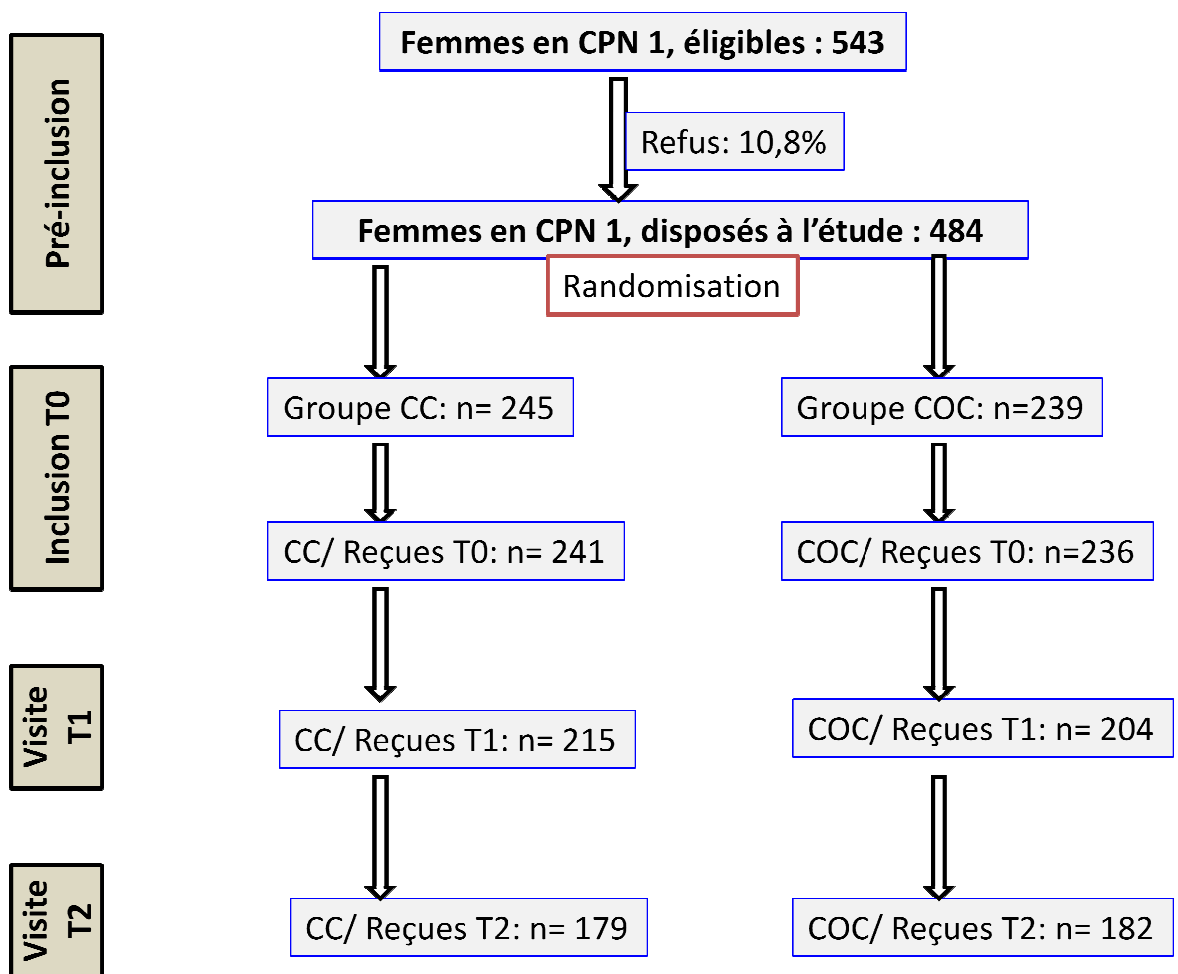 Pré-inclusion
Femmes en CPN 1, éligibles : 543
Refus: 10,8%
Femmes en CPN 1, disposés à l'étude : 484
Randomisation
Inclusion T0
Groupe CC: n= 245
Groupe COC: n=239
CC/ Reçues T0: n= 241
COC/ Reçues T0: n=236
Visite
T1
CC/ Reçues T1: n= 215
COC/ Reçues T1: n= 204
Visite
T2
CC/ Reçues T2: n= 179
COC/ Reçues T2: n= 182